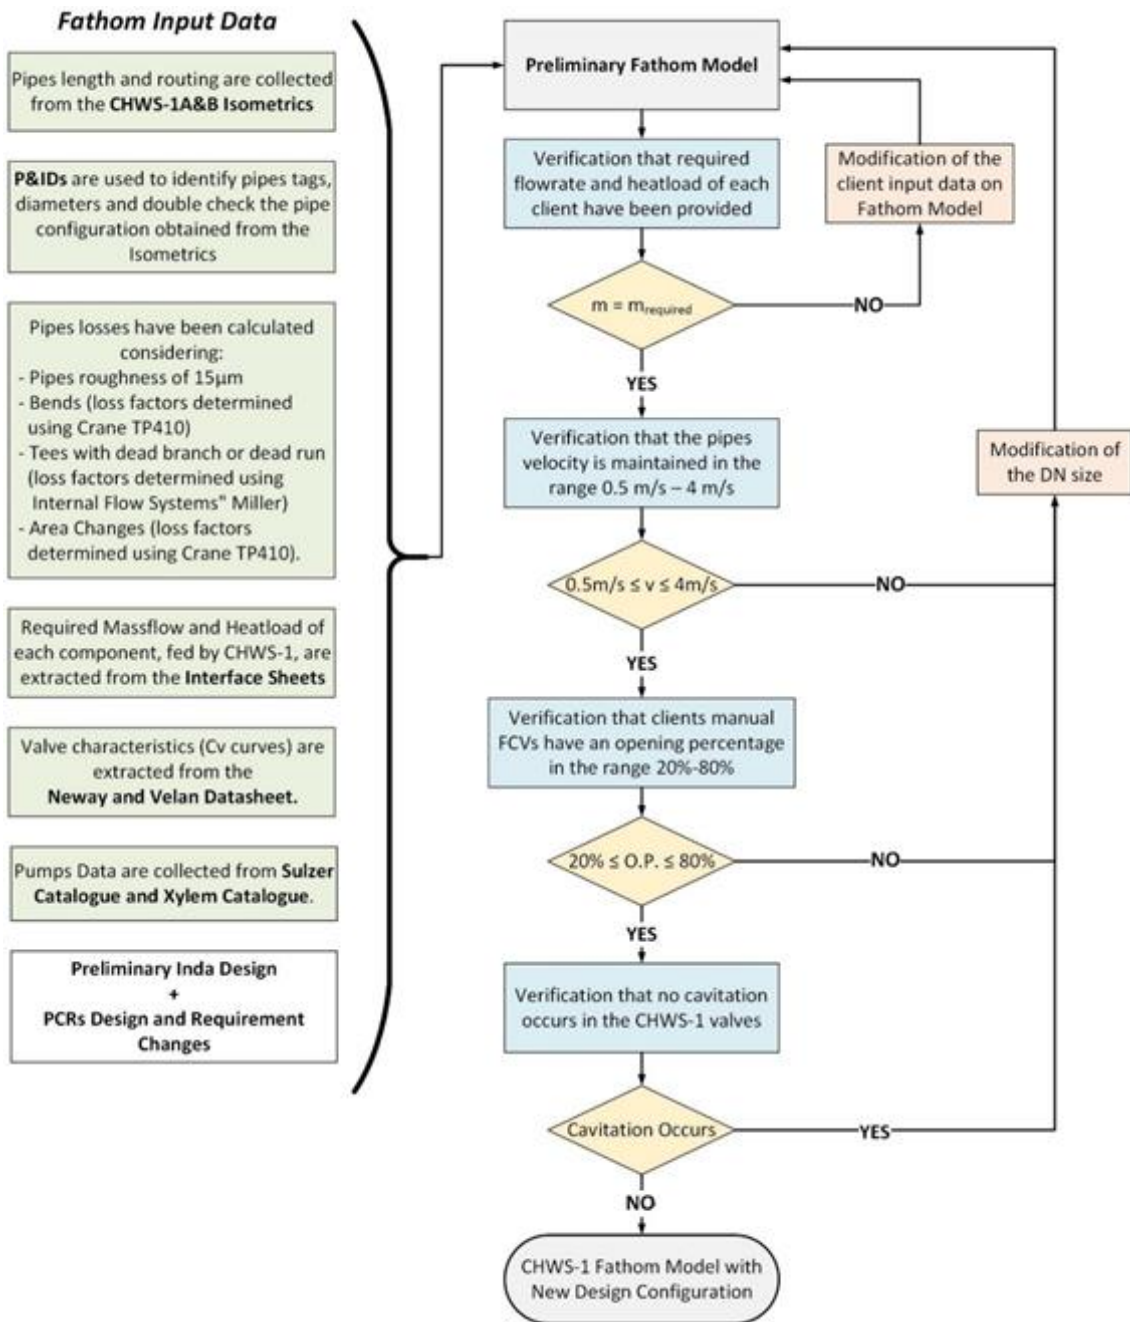 Fathom Input Data
Pipes length and routing are collected
from the CHWS-1A&B Isometrics
P&IDs are used to identify pipes tags,
diameters and double check the pipe
configuration obtained from the
Isometrics
Pipes losses have been calculated
considering:
- Pipes roughness of 15µm
- Bends (loss factors determined
using Crane TP410)
- Tees with dead branch or dead run
(loss factors determined using
Internal Flow Systems" Miller)
- Area Changes (loss factors
determined using Crane TP410).
Required Massflow and Heatload of
each component, fed by CHWS-1, are
extracted from the Interface Sheets
Valve characteristics (Cv curves) are
extracted from the
Neway and Velan Datasheet.
Pumps Data are collected from Sulzer
Catalogue and Xylem Catalogue.
Preliminary Inda Design
+
PCRs Design and Requirement
Changes
Preliminary Fathom Model
Verification that required
flowrate and heatload of each
client have been provided
Modification of the
client input data on
Fathom Model
m = mrequired
NO
YES
Verification that the pipes
velocity is maintained in the
range 0.5 m/s – 4 m/s
Modification of
the DN size
0.5m/s ≤ v ≤ 4m/s
NO
YES
Verification that clients manual
FCVs have an opening percentage
in the range 20%-80%
20% ≤ O.P. ≤ 80%
NO
YES
Verification that no cavitation
occurs in the CHWS-1 valves
Cavitation Occurs
YES
NO
CHWS-1 Fathom Model with
New Design Configuration